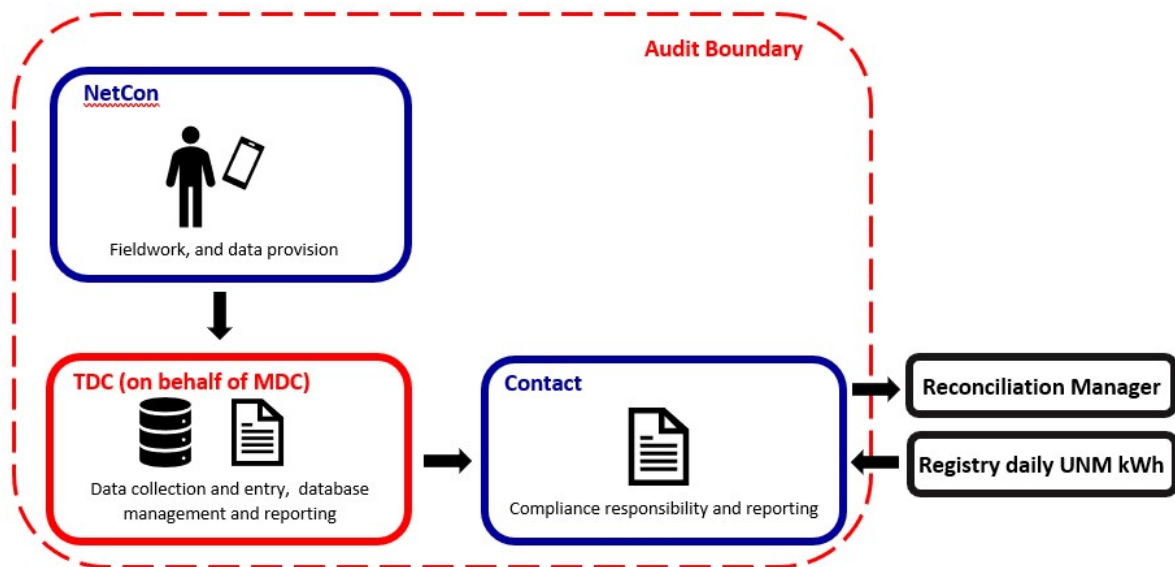 Audit Boundary
NetCon
Fieldwork, and data provision
TDC (on behalf of MDC)
Data collection and entry, database
management and reporting
Contact
Compliance responsibility and reporting
Reconciliation Manager
Registry daily UNM kWh